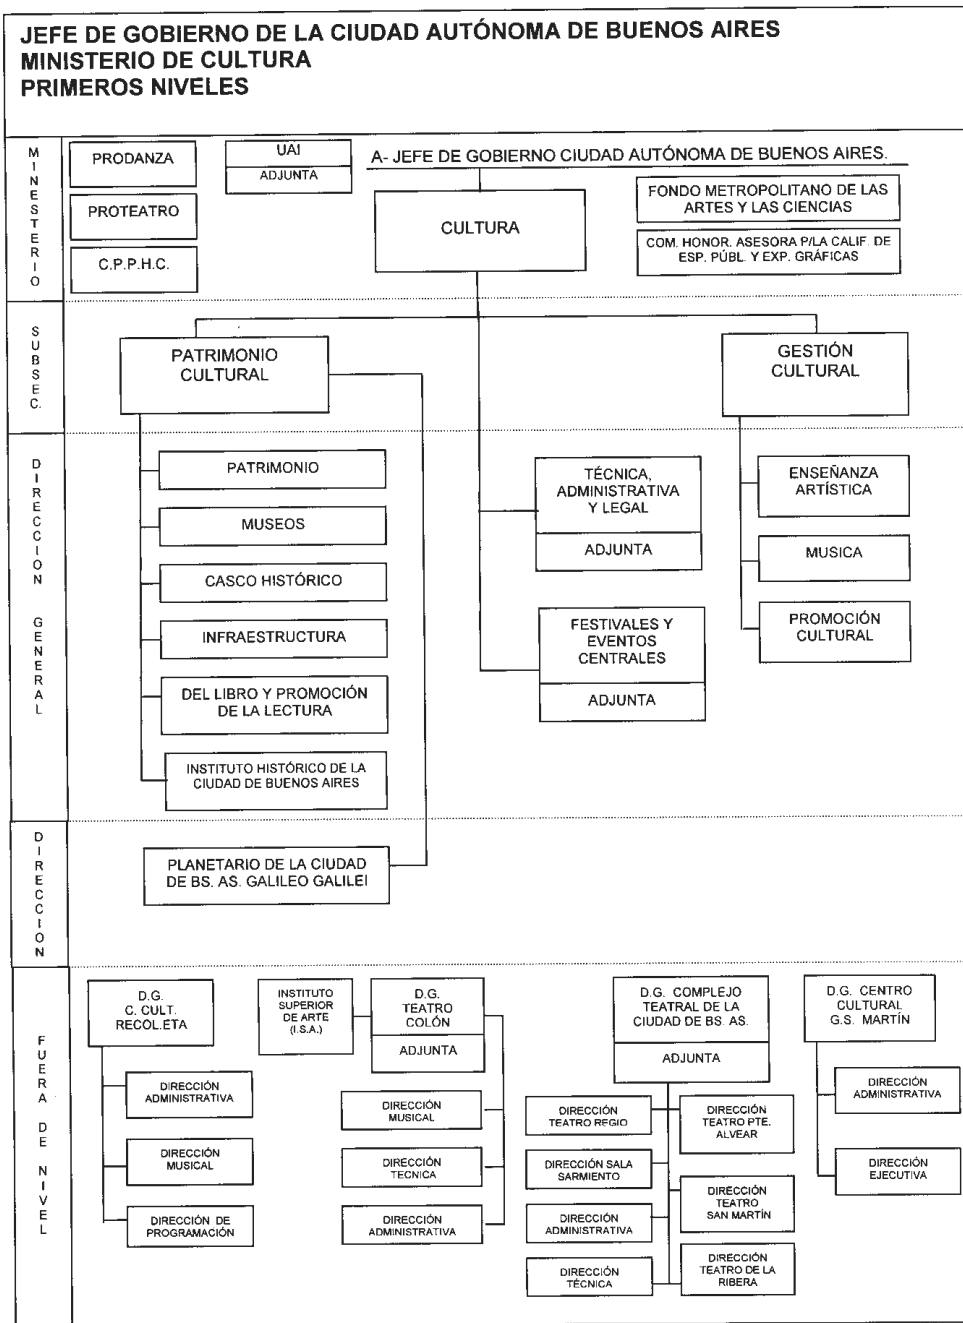 JEFE DE GOBIERNO DE LA CIUDAD AUTÓNOMA DE BUENOS AIRES
MINISTERIO DE CULTURA
PRIMEROS NIVELES
MINESTERIO
PRODANZA
PROTEATRO
C.P.P.H.C.
UAI
ADJUNTA
A- JEFE DE GOBIERNO CIUDAD AUTÓNOMA DE BUENOS AIRES.
CULTURA
FONDO METROPOLITANO DE LAS
ARTES Y LAS CIENCIAS
COM. HONOR. ASESORA P/LA CALIF. DE
ESP. PÚBL. Y EXP. GRÁFICAS
SUBSEC.
PATRIMONIO
CULTURAL
GESTIÓN
CULTURAL
DIRECCION GENERAL
PATRIMONIO
MUSEOS
CASCO HISTÓRICO
INFRAESTRUCTURA
DEL LIBRO Y PROMOCIÓN
DE LA LECTURA
INSTITUTO HISTÓRICO DE LA
CIUDAD DE BUENOS AIRES
TÉCNICA,
ADMINISTRATIVA
Y LEGAL
ADJUNTA
FESTIVALES Y
EVENTOS
CENTRALES
ADJUNTA
ENSEÑANZA
ARTÍSTICA
MUSICA
PROMOCIÓN
CULTURAL
DIRECCION
PLANETARIO DE LA CIUDAD
DE BS. AS. GALILEO GALILEI
FUERA DE NIVEL
D.G.
C. CULT.
RECOLETA
DIRECCIÓN
ADMINISTRATIVA
DIRECCIÓN
MUSICAL
DIRECCIÓN DE
PROGRAMACIÓN
INSTITUTO
SUPERIOR
DE ARTE
(I.S.A.)
D.G.
TEATRO
COLÓN
ADJUNTA
DIRECCIÓN
MUSICAL
DIRECCIÓN
TECNICA
DIRECCIÓN
ADMINISTRATIVA
D.G. COMPLEJO
TEATRAL DE LA
CIUDAD DE BS. AS.
ADJUNTA
DIRECCIÓN
TEATRO REGIO
DIRECCIÓN SALA
SARMIENTO
DIRECCIÓN
ADMINISTRATIVA
DIRECCIÓN
TÉCNICA
DIRECCIÓN
TEATRO PTE.
ALVEAR
DIRECCIÓN
TEATRO
SAN MARTÍN
DIRECCIÓN
TEATRO DE LA
RIBERA
D.G. CENTRO
CULTURAL
G.S. MARTÍN
DIRECCIÓN
ADMINISTRATIVA
DIRECCIÓN
EJECUTIVA